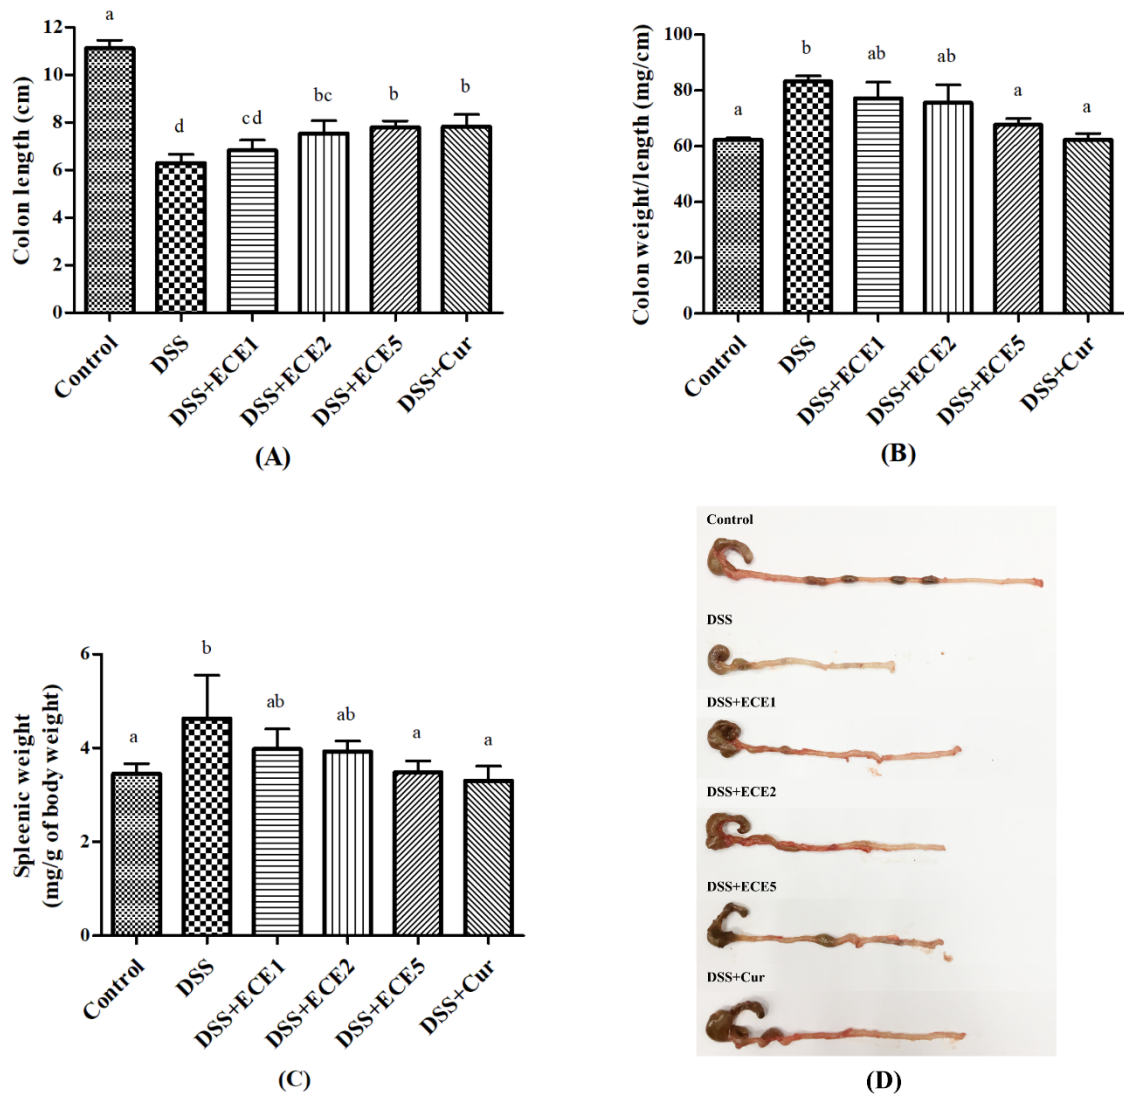 a
d
cd
bc
b
b
Colon length (cm)
12
10
8
6
4
2
0
Control
DSS
DSS+ECE1
DSS+ECE2
DSS+ECE5
DSS+Cur
(A)
a
b
ab
ab
a
a
Colon weight/length (mg/cm)
100
80
60
40
20
0
Control
DSS
DSS+ECE1
DSS+ECE2
DSS+ECE5
DSS+Cur
(B)
a
b
ab
ab
a
a
Spleenic weight
(mg/g of body weight)
6
4
2
0
Control
DSS
DSS+ECE1
DSS+ECE2
DSS+ECE5
DSS+Cur
(C)
Control
DSS
DSS+ECE1
DSS+ECE2
DSS+ECE5
DSS+Cur
(D)